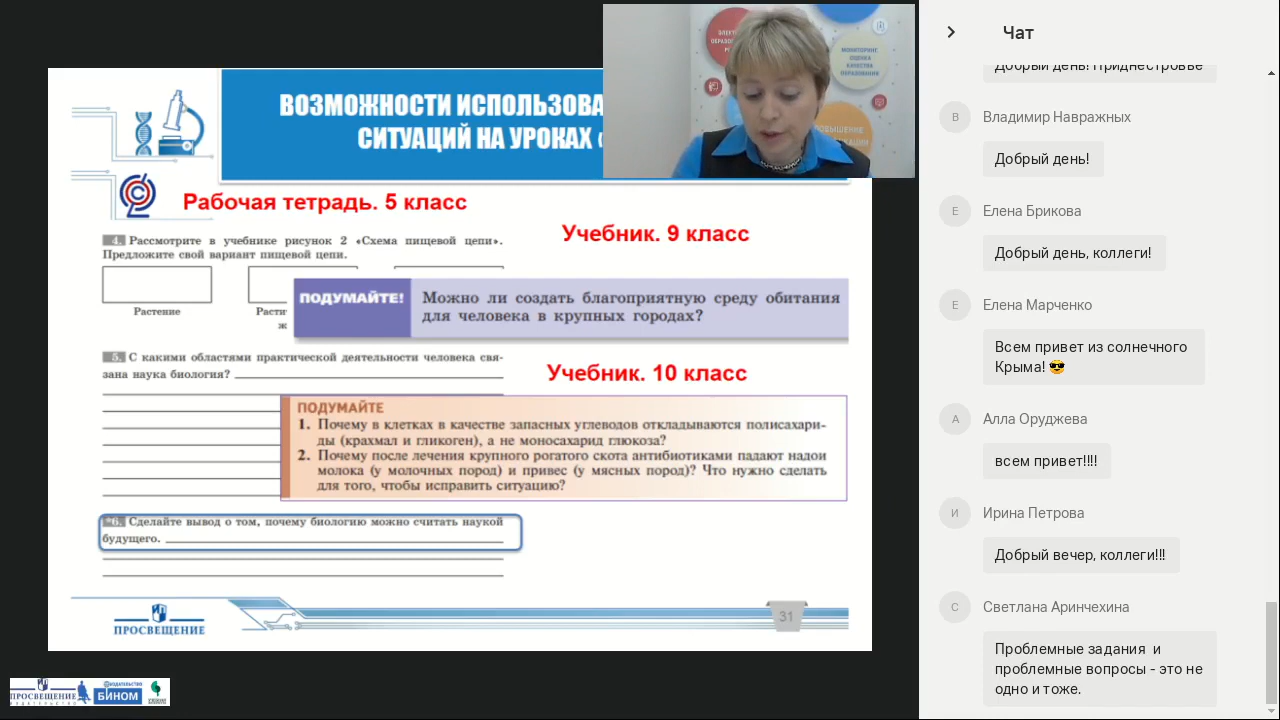 ВОЗМОЖНОСТИ ИСПОЛЬЗОВА
СИТУАЦИЙ НА УРОКАХ
Рабочая тетрадь. 5 класс
Учебник. 9 класс
4. Рассмотрите в учебнике рисунок 2 «Схема пищевой цепи».
Предложите свой вариант пищевой цепи.
Растение
Расти
ж
ПОДУМАЙТЕ!
Можно ли создать благоприятную среду обитания
для человека в крупных городах?
5. С какими областями практической деятельности человека свя-
зана наука биология?
Учебник. 10 класс
ПОДУМАЙТЕ
1. Почему в клетках в качестве запасных углеводов откладываются полисахари-
ды (крахмал и гликоген), а не моносахарид глюкоза?
2. Почему после лечения крупного рогатого скота антибиотиками падают надои
молока (у молочных пород) и привес (у мясных пород)? Что нужно сделать
для того, чтобы исправить ситуацию?
*6. Сделайте вывод о том, почему биологию можно считать наукой
будущего.
ПРОСВЕЩЕНИЕ
31
ПРОСВЕЩЕНИЕ
ИЗДАТЕЛЬСТВО
ИЗДАТЕЛЬСТВО
БИНОМ
МОНИТОРИНГ
ОЦЕНКА
КАЧЕСТВА
ОБРАЗОВАНИЯ
Чат
Добрый день! Приднестровье
В
Владимир Навражных
Добрый день!
Е
Елена Брикова
Добрый день, коллеги!
Е
Елена Марченко
Всем привет из солнечного
Крыма! 😎
А
Алла Оруджева
всем привет!!!!
И
Ирина Петрова
Добрый вечер, коллеги!!!
С
Светлана Аринчехина
Проблемные задания и
проблемные вопросы - это не
одно и тоже.